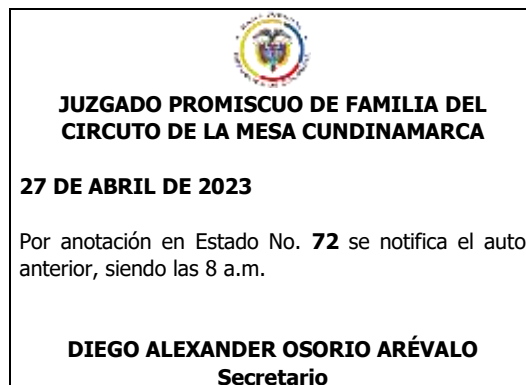 JUZGADO PROMISCUO DE FAMILIA DEL
CIRCUTO DE LA MESA CUNDINAMARCA
27 DE ABRIL DE 2023
Por anotación en Estado No. 72 se notifica el auto
anterior, siendo las 8 a.m.
DIEGO ALEXANDER OSORIO ARÉVALO
Secretario